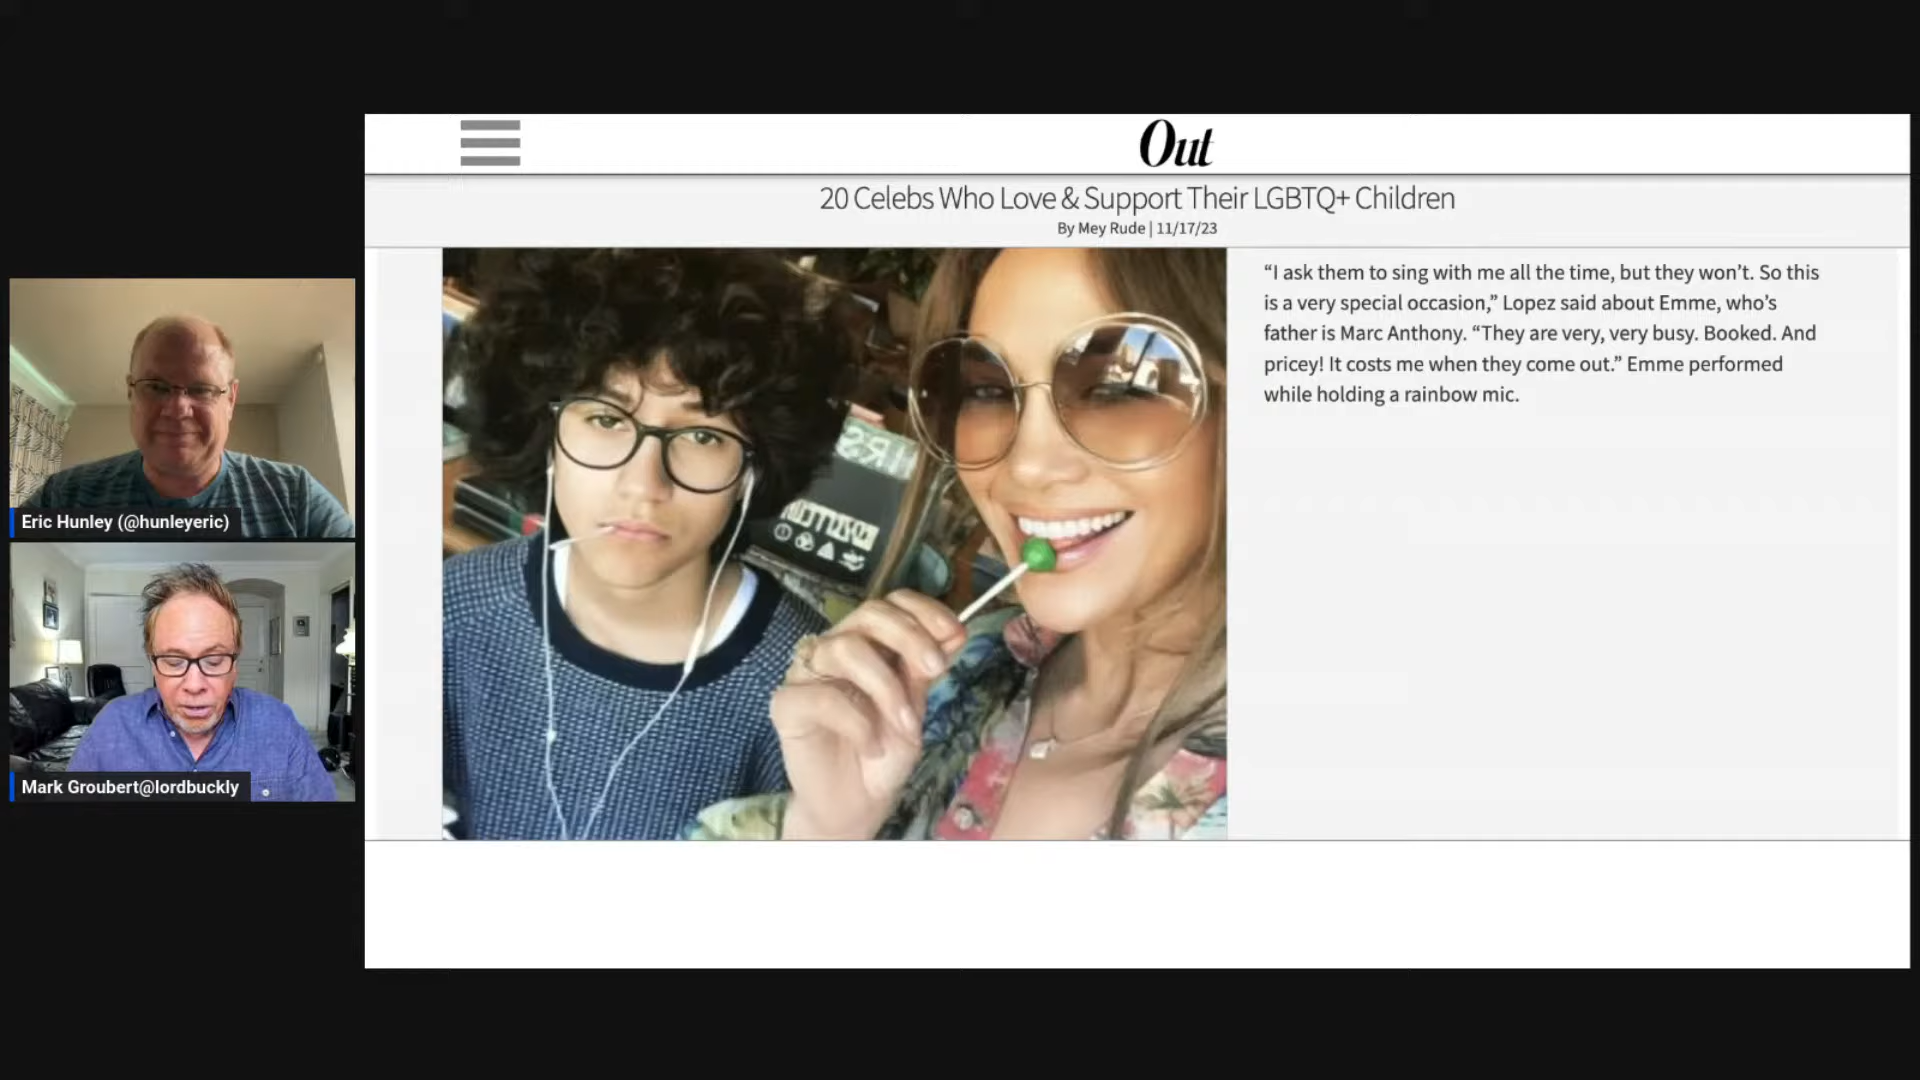 Out
20 Celebs Who Love & Support Their LGBTQ+ Children
By Mey Rude | 11/17/23
“I ask them to sing with me all the time, but they won’t. So this
is a very special occasion,” Lopez said about Emme, who’s
father is Marc Anthony. “They are very, very busy. Booked. And
pricey! It costs me when they come out.” Emme performed
while holding a rainbow mic.
Eric Hunley (@hunleyeric)
Mark Groubert@lordbuckly